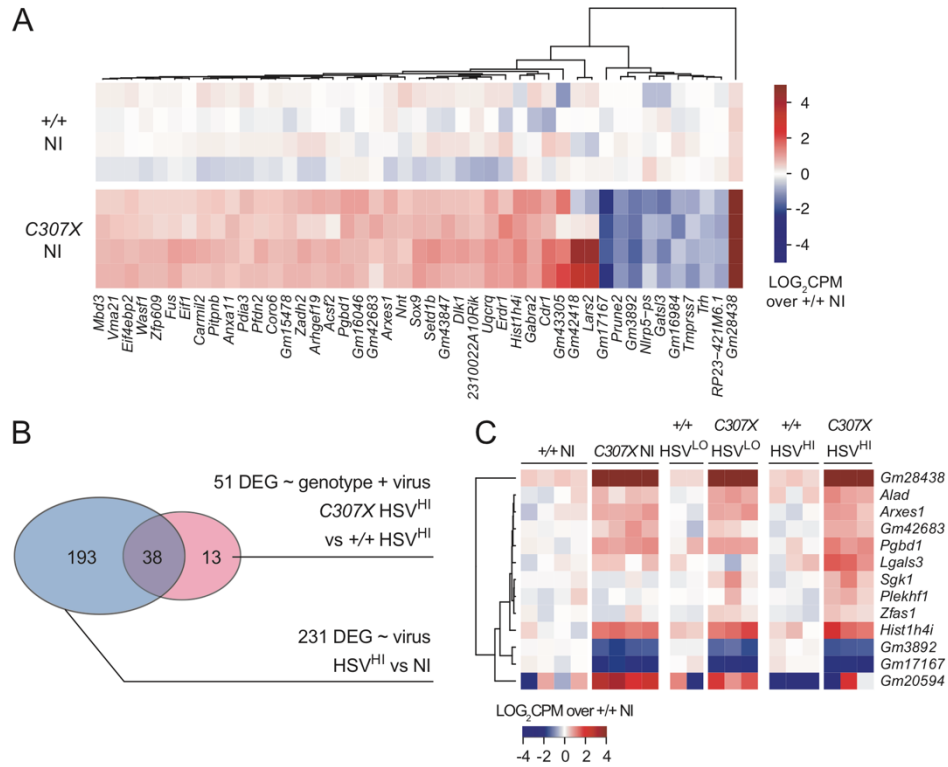 A
+/+
NI
C307X
NI
4
2
0
-2
-4
LOG2CPM
over +/+ NI
Mbd3
Vma21
Eif4ebp2
Wasf1
Zfp609
Fus
Eif1
Carmil2
Pitpnb
Anxa11
Pdia3
Pfdn2
Coro6
Gm15478
Zadh2
Arhgef19
Acsf2
Pgbd1
Gm16046
Gm42683
Arxes1
Nnt
Sox9
Setd1b
Gm43847
Dlk1
2310022A10Rik
Uqcrq
Erdr1
Hist1h4i
Gabra2
Cdr1
Gm43305
Gm42418
Lars2
Gm17167
Prune2
Gm3892
Nlrp5-ps
Gatsl3
Gm16984
Tmprss7
Trh
RP23-421M6.1
Gm28438
B
51 DEG ~ genotype + virus
C307X HSVHI
vs +/+ HSVHI
193
38
13
231 DEG ~ virus
HSVHI vs NI
C
+/+ NI
C307X NI
+/+
HSVLO
C307X
HSVLO
+/+
HSVHI
C307X
HSVHI
Gm28438
Alad
Arxes1
Gm42683
Pgbd1
Lgals3
Sgk1
Plekhf1
Zfas1
Hist1h4i
Gm3892
Gm17167
Gm20594
LOG2CPM over +/+ NI
-4 -2 0 2 4